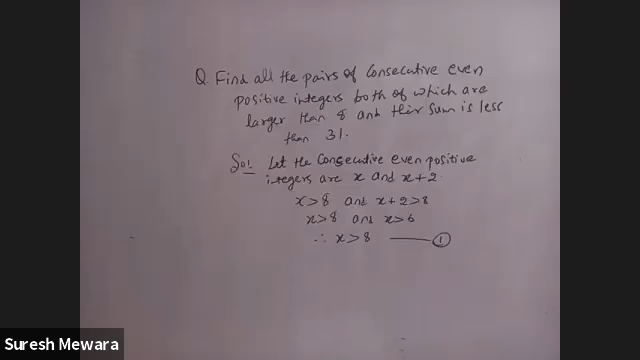 Q. Find all the pairs of Consecutive even
positive integers both of which are
larger than 8 and their sum is less
than 31.
Sol. Let the Consecutive even positive
integers are x and x+2.
x>8 and x+2>8
x>8 and x>6
∴ x>8 —— ①
Suresh Mewara